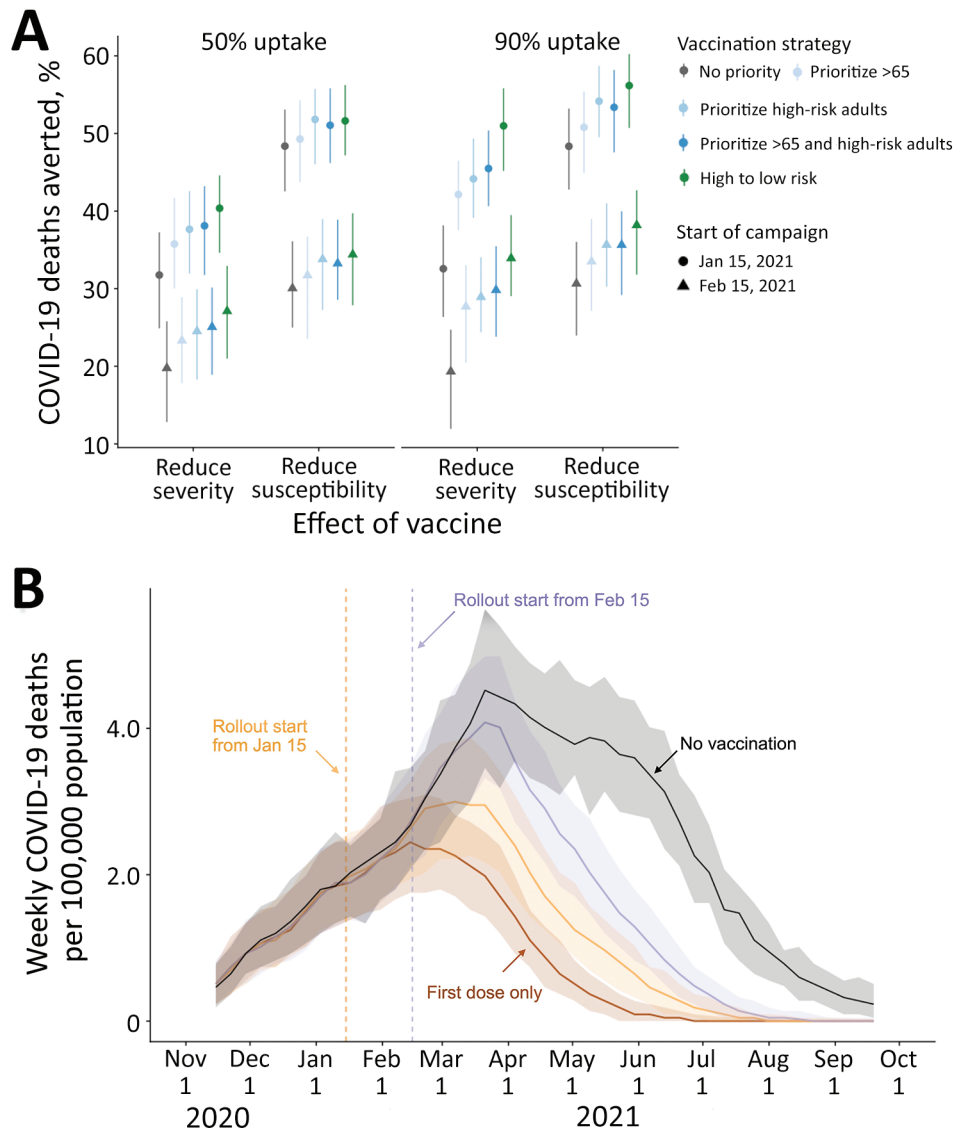 A
50% uptake
90% uptake
COVID-19 deaths averted, %
60
50
40
30
20
10
Reduce
severity
Reduce
susceptibility
Reduce
severity
Reduce
susceptibility
Effect of vaccine
Vaccination strategy
No priority
Prioritize >65
Prioritize high-risk adults
Prioritize >65 and high-risk adults
High to low risk
Start of campaign
Jan 15, 2021
Feb 15, 2021
B
Weekly COVID-19 deaths
per 100,000 population
4.0
2.0
0
Rollout start from Feb 15
Rollout start
from Jan 15
No vaccination
First dose only
Nov Dec Jan Feb Mar Apr May Jun Jul Aug Sep Oct
1 1 1 1 1 1 1 1 1 1 1 1
2020 2021